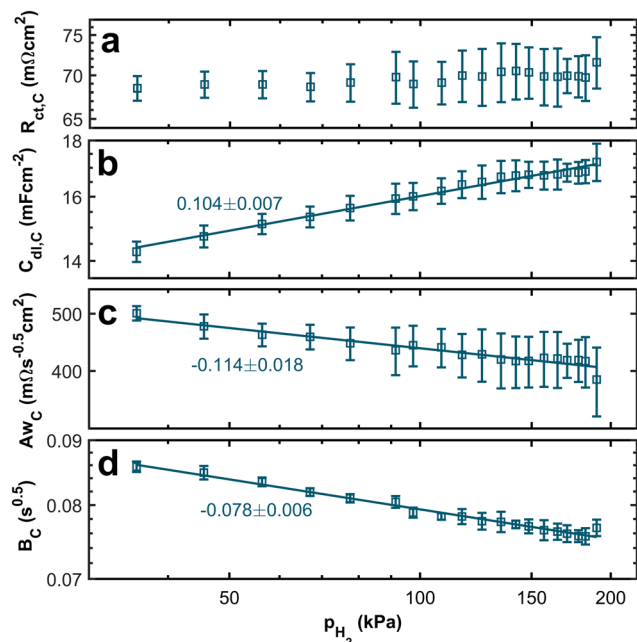 a
R_ct,C (mΩcm²)
75
70
65
b
C_dl,C (mFcm⁻²)
18
16
14
0.104±0.007
c
Aw_C (mΩs⁻⁰·⁵cm²)
500
400
-0.114±0.018
d
B_C (s⁰·⁵)
0.09
0.08
0.07
-0.078±0.006
50 100 150 200
p_H₂ (kPa)